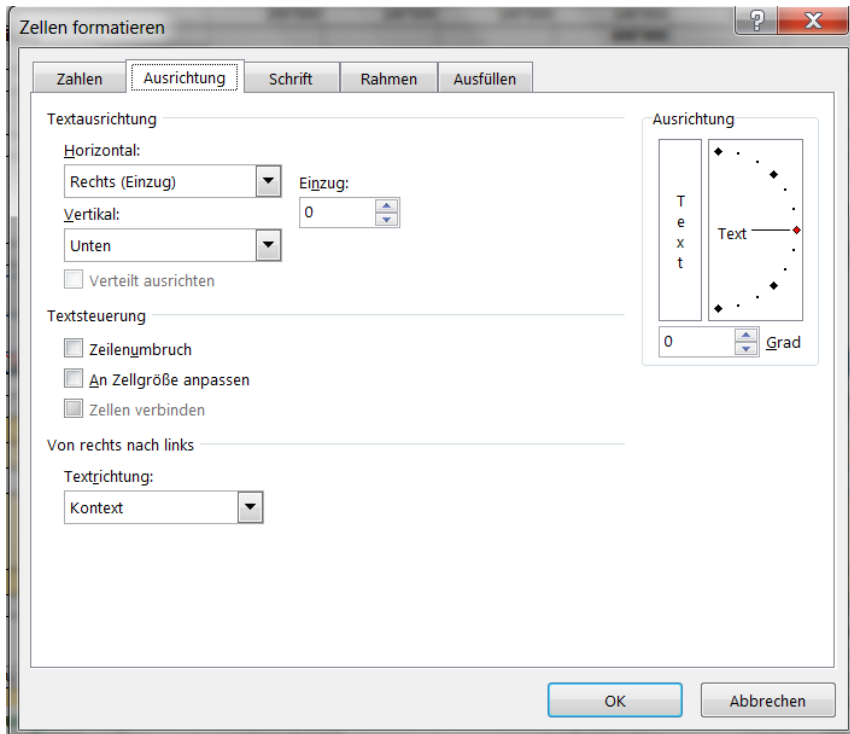 Zellen formatieren
Zahlen Ausrichtung Schrift Rahmen Ausfüllen
Textausrichtung
Horizontal:
Rechts (Einzug)
Einzug:
0
Vertikal:
Unten
Verteilt ausrichten
Textsteuerung
Zeilenumbruch
An Zellgröße anpassen
Zellen verbinden
Von rechts nach links
Textrichtung:
Kontext
Ausrichtung
Text
Text
0 Grad
OK Abbrechen